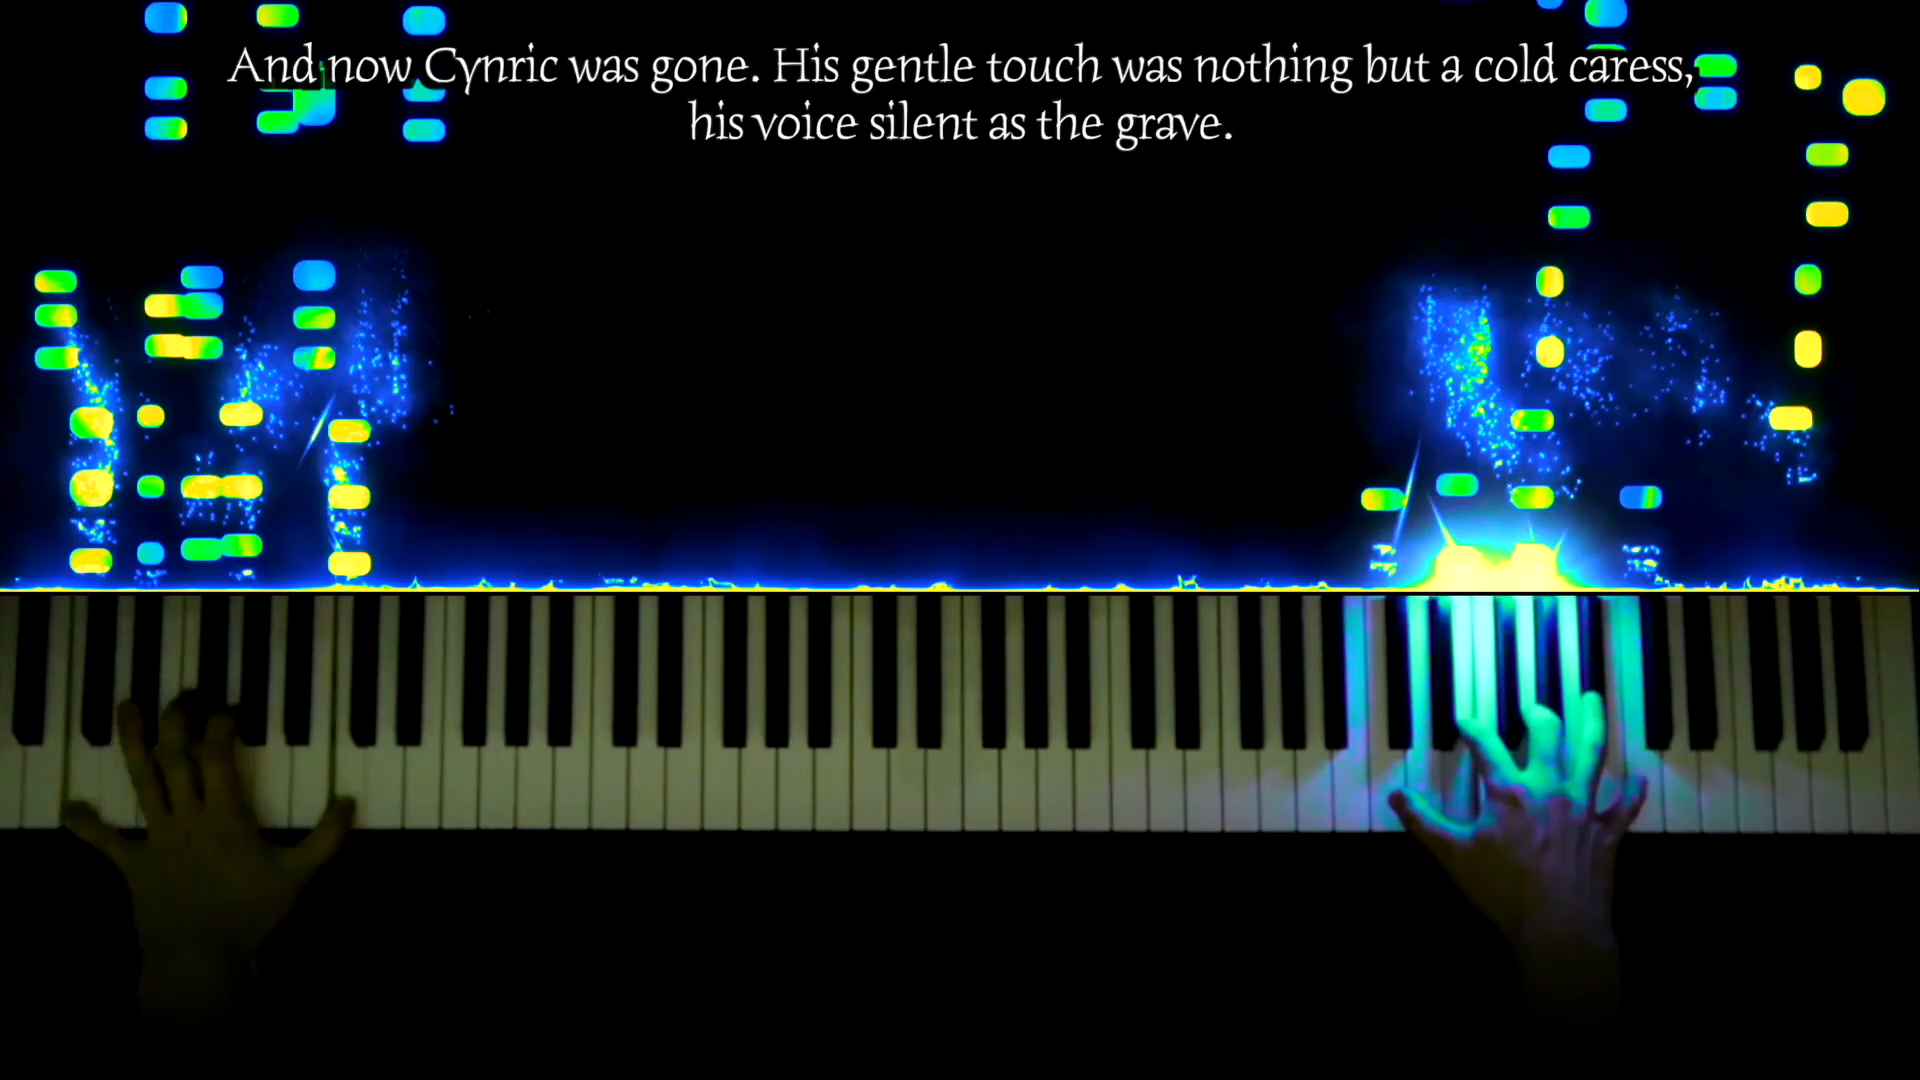 And now Cynric was gone. His gentle touch was nothing but a cold caress,
his voice silent as the grave.